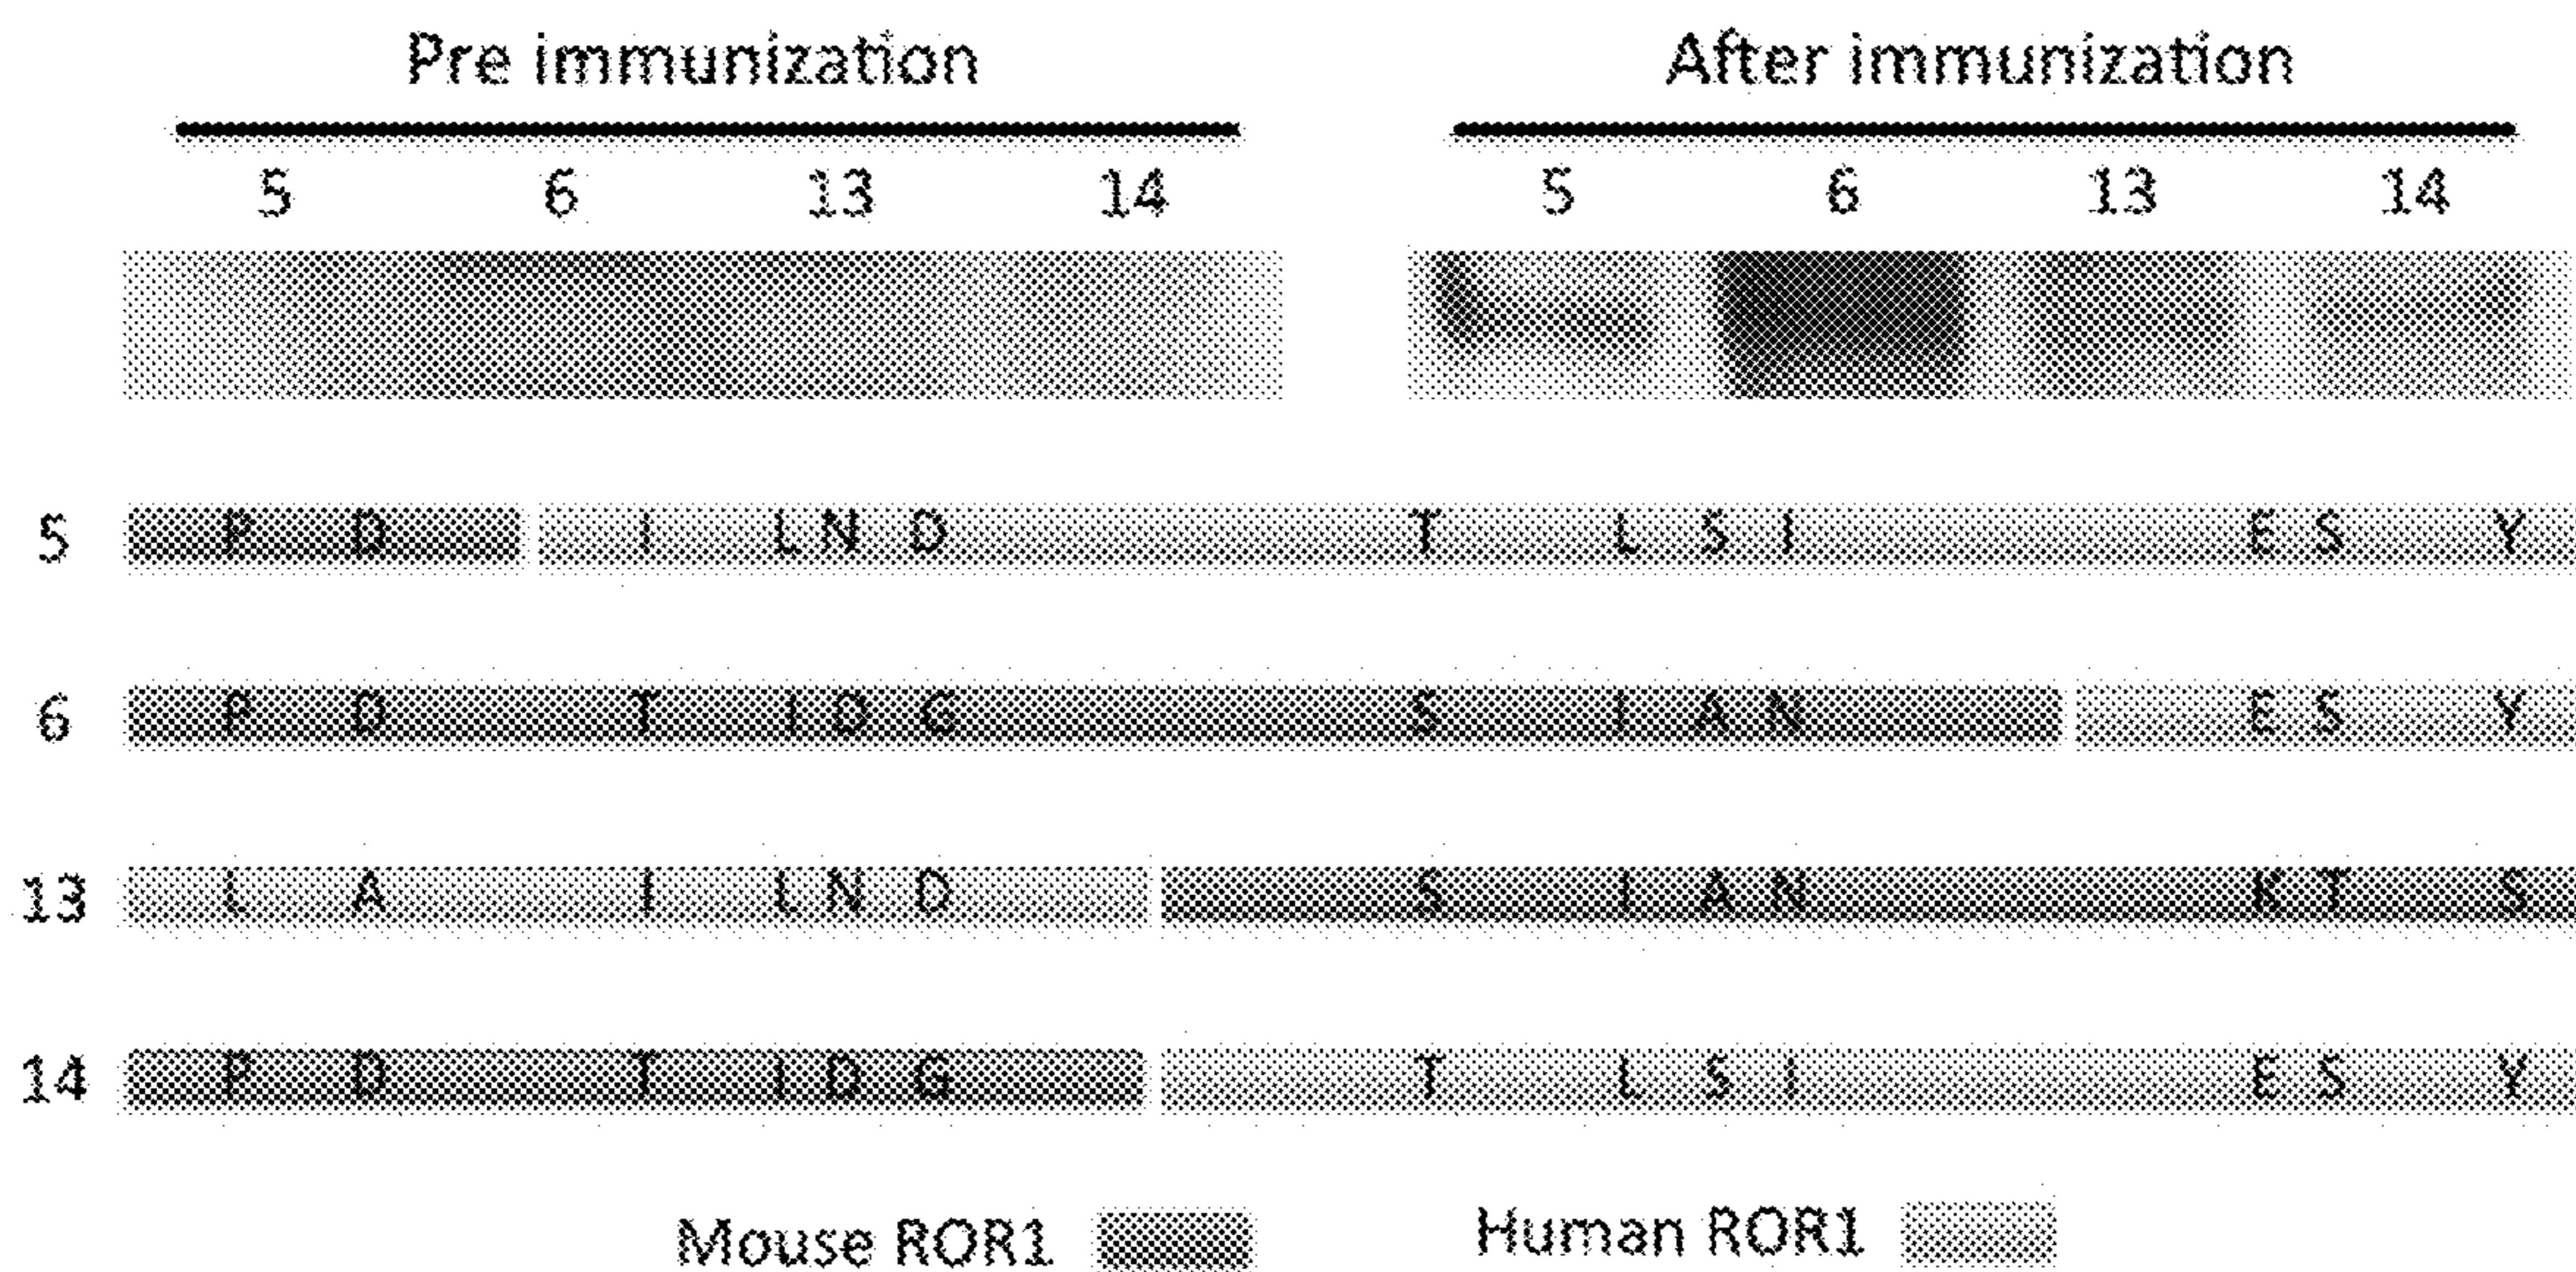 Pre immunization After immunization
5 6 13 14 5 6 13 14
5 P D I L N D T L S I E S Y
6 P D T I D G S I A N E S Y
13 L A I L N D S I A N K T S
14 P D T I D G T L S I E S Y
Mouse ROR1 Human ROR1